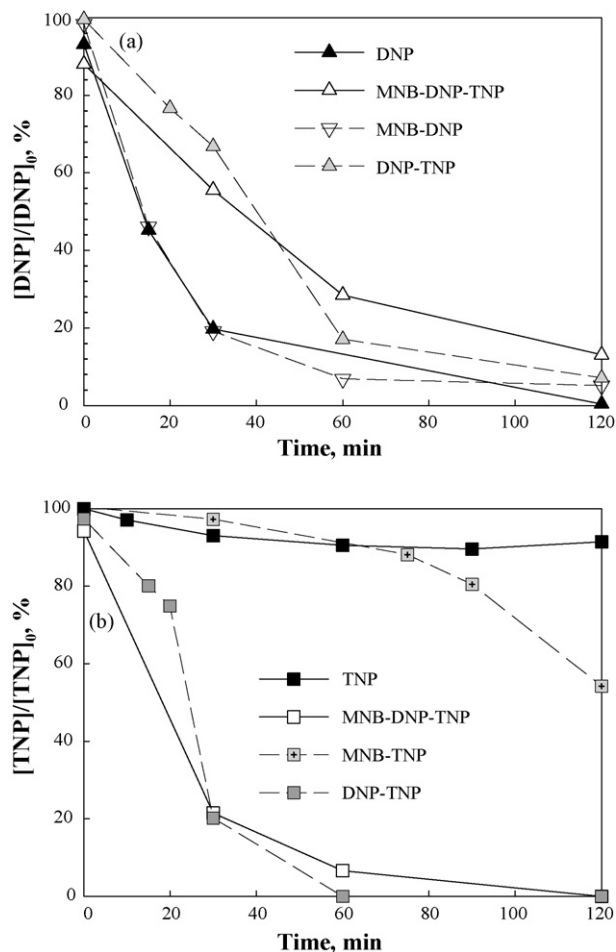 100
(a)
DNP
80
MNB-DNP-TNP
MNB-DNP
60
DNP-TNP
[DNP]/[DNP]₀, %
40
20
0
0 20 40 60 80 100 120
Time, min
100
80
(b)
60
TNP
[TNP]/[TNP]₀, %
MNB-DNP-TNP
40
MNB-TNP
DNP-TNP
20
0
0 20 40 60 80 100 120
Time, min